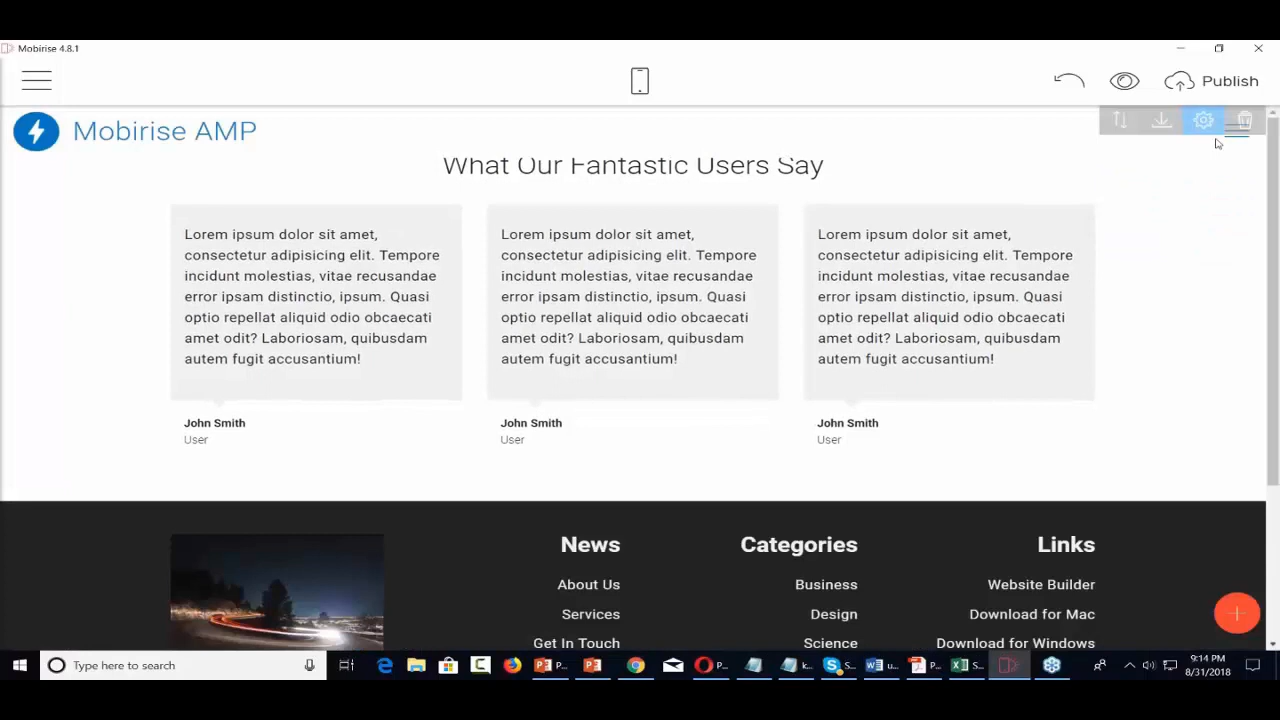 Mobirise 4.8.1
Publish
Mobirise AMP
What Our Fantastic Users Say
Lorem ipsum dolor sit amet,
consectetur adipisicing elit. Tempore
incidunt molestias, vitae recusandae
error ipsam distinctio, ipsum. Quasi
optio repellat aliquid odio obcaecati
amet odit? Laboriosam, quibusdam
autem fugit accusantium!
John Smith
User
Lorem ipsum dolor sit amet,
consectetur adipisicing elit. Tempore
incidunt molestias, vitae recusandae
error ipsam distinctio, ipsum. Quasi
optio repellat aliquid odio obcaecati
amet odit? Laboriosam, quibusdam
autem fugit accusantium!
John Smith
User
Lorem ipsum dolor sit amet,
consectetur adipisicing elit. Tempore
incidunt molestias, vitae recusandae
error ipsam distinctio, ipsum. Quasi
optio repellat aliquid odio obcaecati
amet odit? Laboriosam, quibusdam
autem fugit accusantium!
John Smith
User
News
About Us
Services
Get In Touch
Categories
Business
Design
Science
Links
Website Builder
Download for Mac
Download for Windows
Type here to search
P...
P...
k...
S...
u...
P...
S...
9:14 PM
8/31/2018